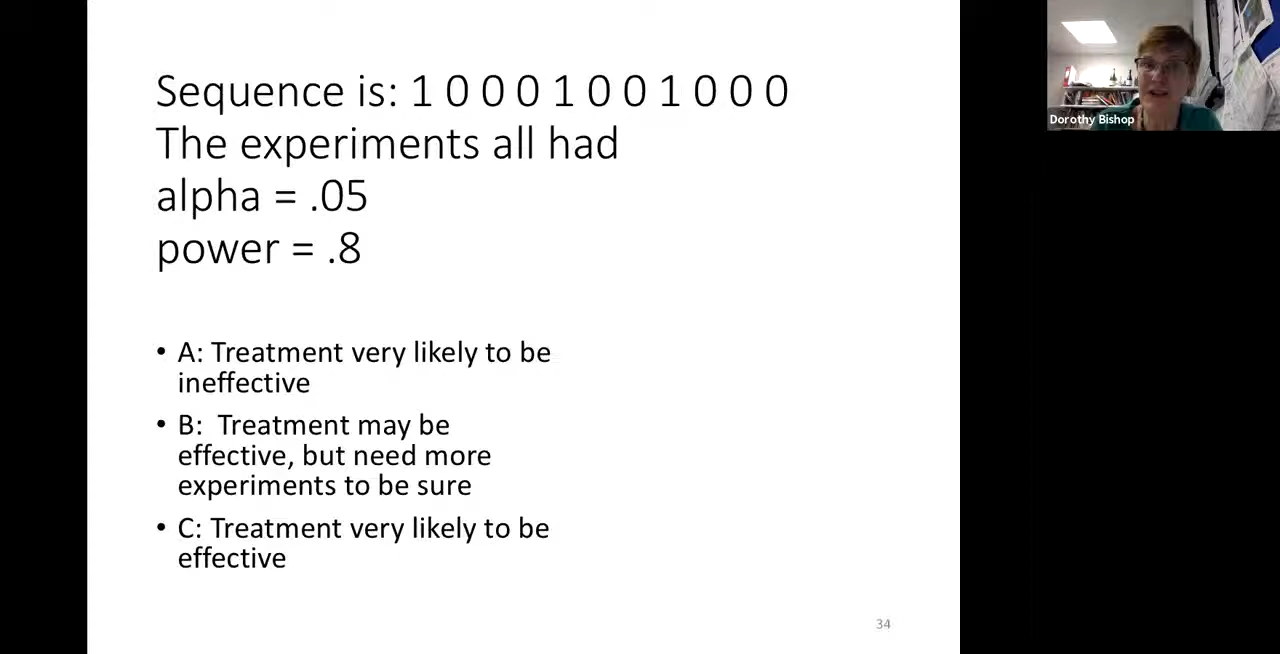 Sequence is: 1 0 0 0 1 0 0 1 0 0 0
The experiments all had
alpha = .05
power = .8
• A: Treatment very likely to be
ineffective
• B: Treatment may be
effective, but need more
experiments to be sure
• C: Treatment very likely to be
effective
34
Dorothy Bishop